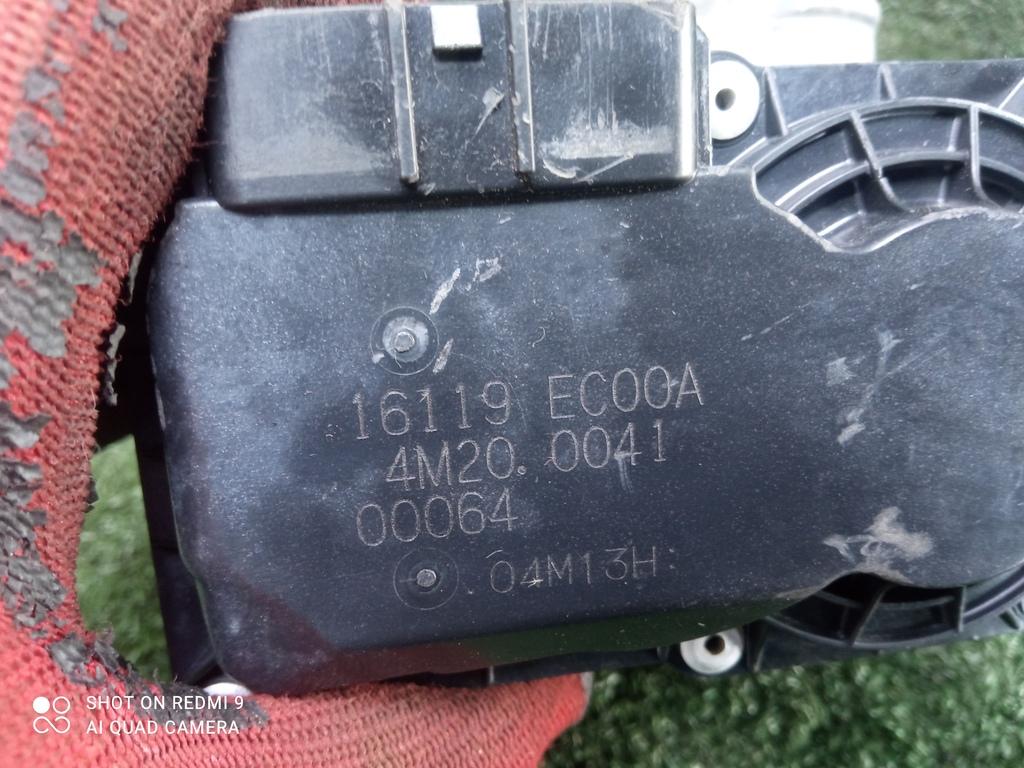 16119 EC00A
4M20. 0041
00064
. 04M13H.
SHOT ON REDMI 9
AI QUAD CAMERA